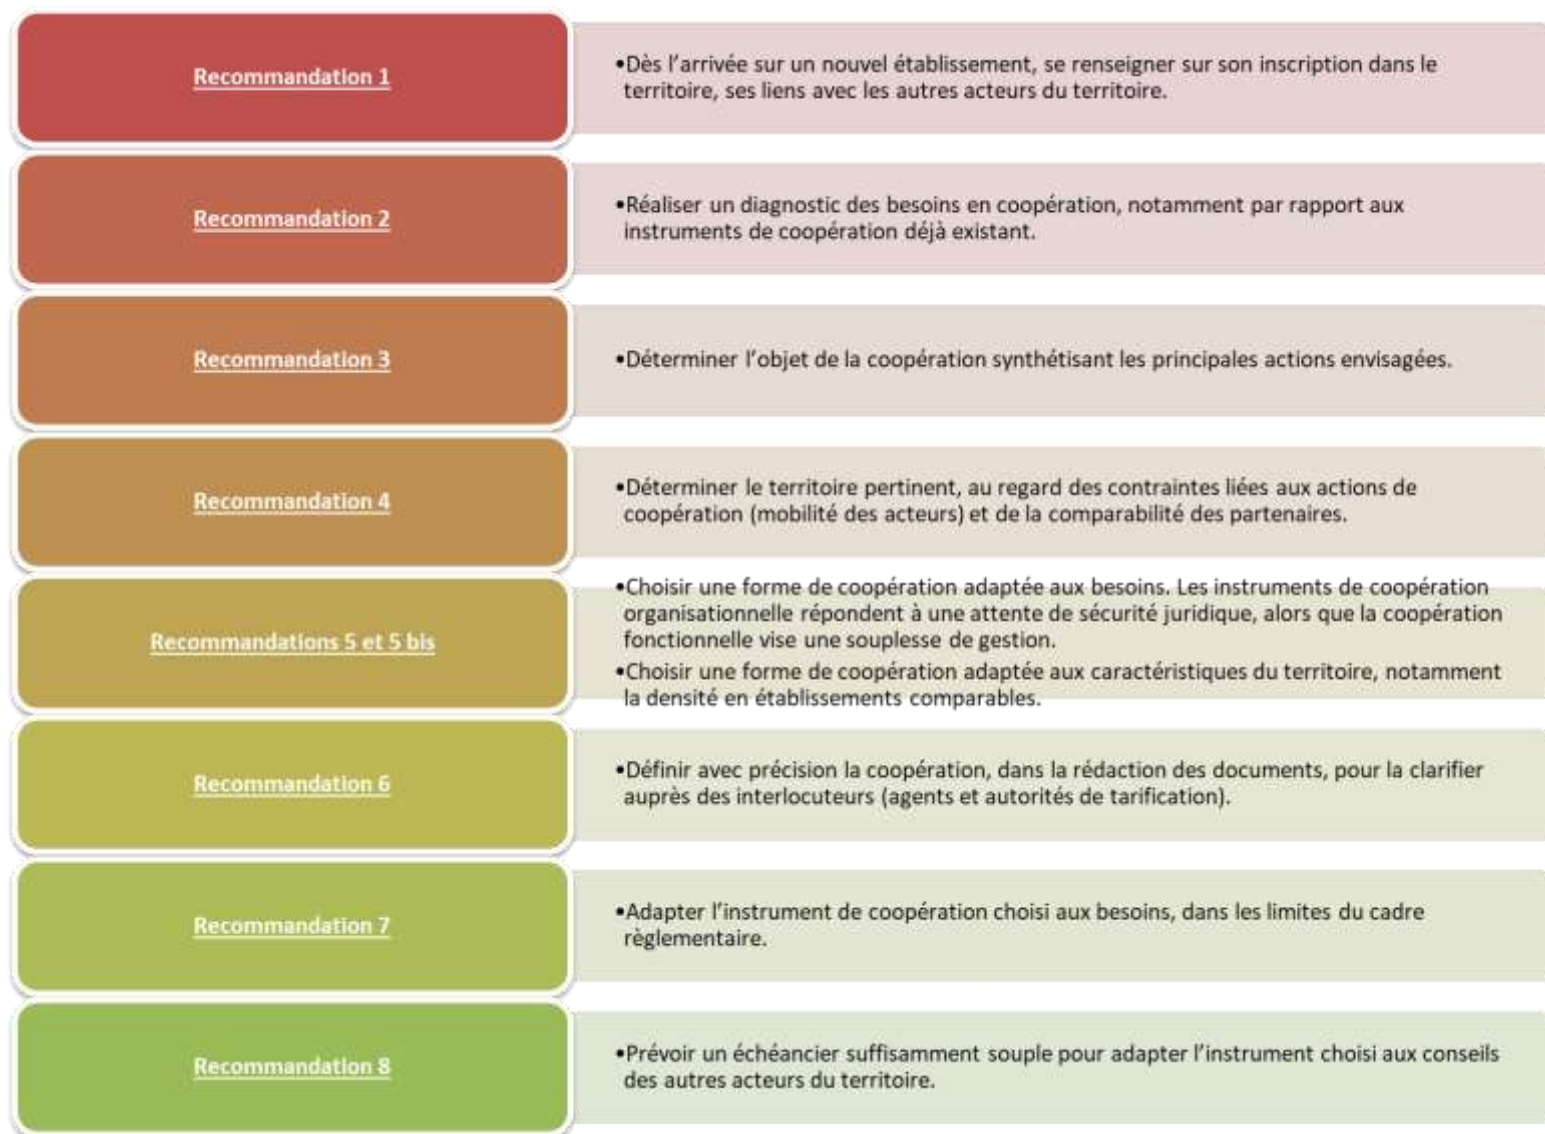 Recommandation 1
•Dès l'arrivée sur un nouvel établissement, se renseigner sur son inscription dans le
territoire, ses liens avec les autres acteurs du territoire.
Recommandation 2
•Réaliser un diagnostic des besoins en coopération, notamment par rapport aux
instruments de coopération déjà existant.
Recommandation 3
•Déterminer l'objet de la coopération synthétisant les principales actions envisagées.
Recommandation 4
•Déterminer le territoire pertinent, au regard des contraintes liées aux actions de
coopération (mobilité des acteurs) et de la comparabilité des partenaires.
Recommandations 5 et 5 bis
•Choisir une forme de coopération adaptée aux besoins. Les instruments de coopération
organisationnelle répondent à une attente de sécurité juridique, alors que la coopération
fonctionnelle vise une souplesse de gestion.
•Choisir une forme de coopération adaptée aux caractéristiques du territoire, notamment
la densité en établissements comparables.
Recommandation 6
•Définir avec précision la coopération, dans la rédaction des documents, pour la clarifier
auprès des interlocuteurs (agents et autorités de tarification).
Recommandation 7
•Adapter l'instrument de coopération choisi aux besoins, dans les limites du cadre
règlementaire.
Recommandation 8
•Prévoir un échéancier suffisamment souple pour adapter l'instrument choisi aux conseils
des autres acteurs du territoire.